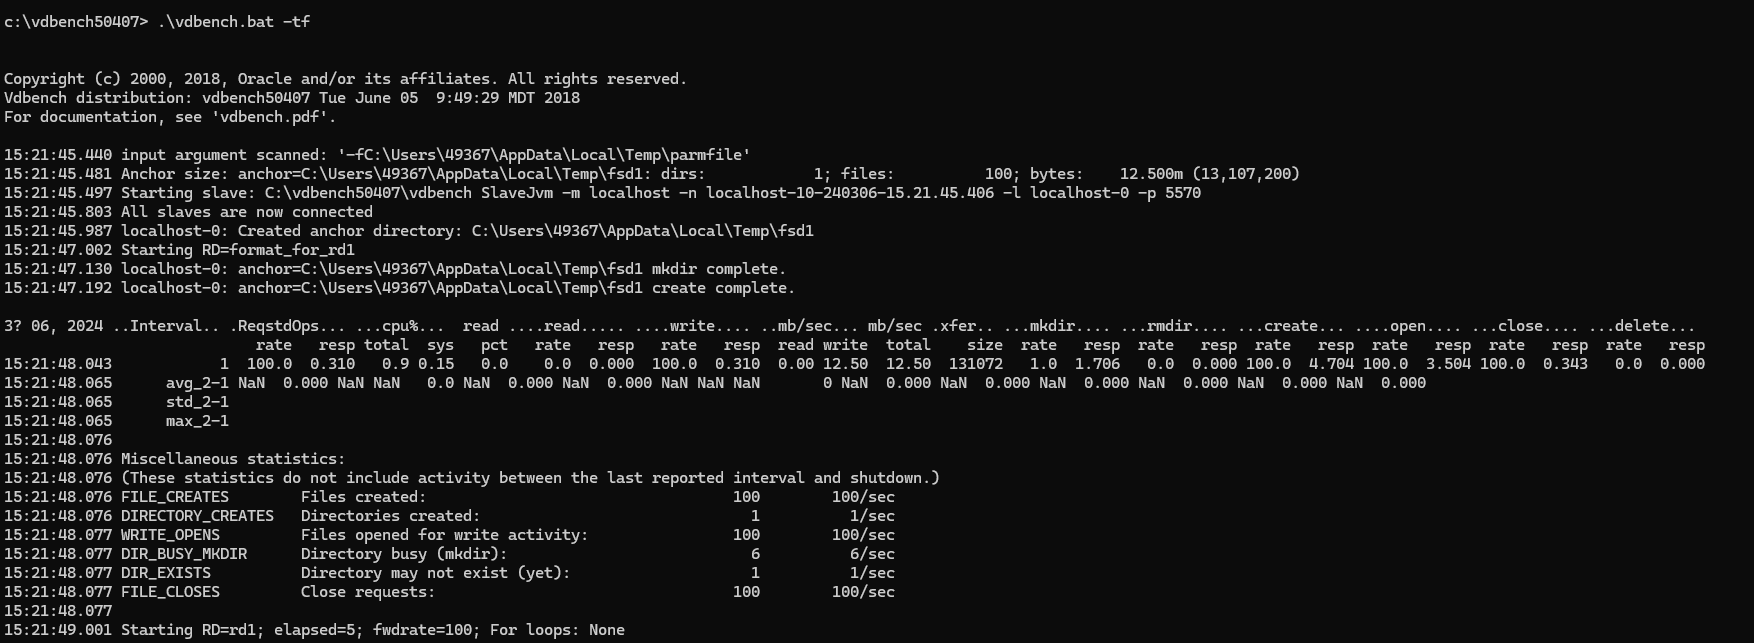 c:\vdbench50407> .\vdbench.bat -tf
Copyright (c) 2000, 2018, Oracle and/or its affiliates. All rights reserved.
Vdbench distribution: vdbench50407 Tue June 05  9:49:29 MDT 2018
For documentation, see 'vdbench.pdf'.
15:21:45.440 input argument scanned: '-fC:\Users\49367\AppData\Local\Temp\parmfile'
15:21:45.481 Anchor size: anchor=C:\Users\49367\AppData\Local\Temp\fsd1: dirs:            1; files:          100; bytes:    12.500m (13,107,200)
15:21:45.497 Starting slave: C:\vdbench50407\vdbench SlaveJvm -m localhost -n localhost-10-240306-15.21.45.406 -l localhost-0 -p 5570
15:21:45.803 All slaves are now connected
15:21:45.987 localhost-0: Created anchor directory: C:\Users\49367\AppData\Local\Temp\fsd1
15:21:47.002 Starting RD=format_for_rd1
15:21:47.130 localhost-0: anchor=C:\Users\49367\AppData\Local\Temp\fsd1 mkdir complete.
15:21:47.192 localhost-0: anchor=C:\Users\49367\AppData\Local\Temp\fsd1 create complete.
3? 06, 2024 ..Interval.. .ReqstdOps... ...cpu%...  read ....read..... ....write.... ..mb/sec... mb/sec .xfer.. ...mkdir.... ...rmdir.... ...create... ....open.... ...close.... ...delete...
rate   resp total  sys   pct   rate   resp   rate   resp  read write  total    size  rate   resp  rate   resp  rate   resp  rate   resp  rate   resp  rate   resp
15:21:48.043            1  100.0  0.310   0.9 0.15   0.0    0.0  0.000  100.0  0.310  0.00 12.50  12.50  131072   1.0  1.706   0.0  0.000 100.0  4.704 100.0  3.504 100.0  0.343   0.0  0.000
15:21:48.065      avg_2-1 NaN  0.000 NaN NaN   0.0 NaN  0.000 NaN  0.000 NaN NaN NaN       0 NaN  0.000 NaN  0.000 NaN  0.000 NaN  0.000 NaN  0.000 NaN  0.000
15:21:48.065      std_2-1
15:21:48.065      max_2-1
15:21:48.076
15:21:48.076 Miscellaneous statistics:
15:21:48.076 (These statistics do not include activity between the last reported interval and shutdown.)
15:21:48.076 FILE_CREATES        Files created:                                  100        100/sec
15:21:48.076 DIRECTORY_CREATES   Directories created:                              1          1/sec
15:21:48.077 WRITE_OPENS         Files opened for write activity:                100        100/sec
15:21:48.077 DIR_BUSY_MKDIR      Directory busy (mkdir):                           6          6/sec
15:21:48.077 DIR_EXISTS          Directory may not exist (yet):                    1          1/sec
15:21:48.077 FILE_CLOSES         Close requests:                                 100        100/sec
15:21:48.077
15:21:49.001 Starting RD=rd1; elapsed=5; fwdrate=100; For loops: None